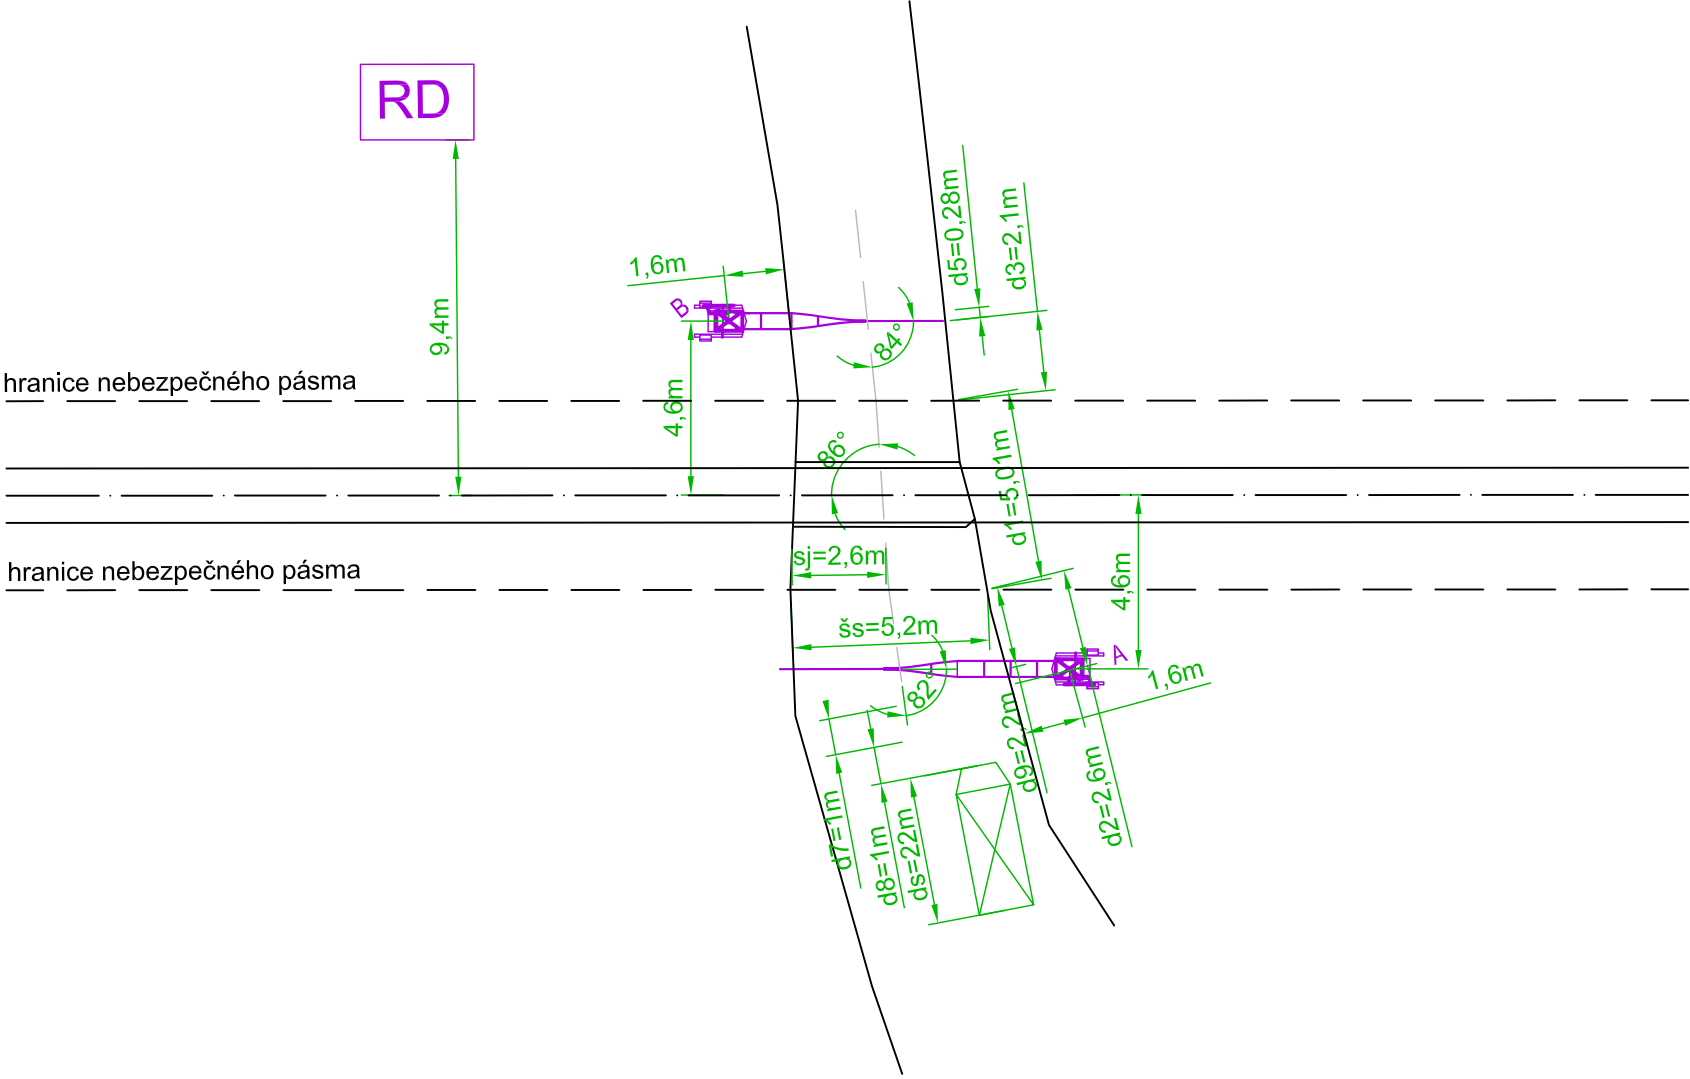 RD
d5=0,28m
d3=2,1m
1,6m
B
9,4m
84°
hranice nebezpečného pásma
4,6m
86°
d1=5,01m
sj=2,6m
hranice nebezpečného pásma
4,6m
šs=5,2m
A
1,6m
82°
d9=2,2m
d2=2,6m
d7=1m
d8=1m
ds=22m